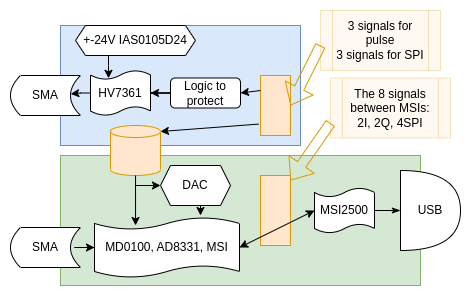 +-24V IAS0105D24
3 signals for
pulse
3 signals for SPI
SMA
HV7361
Logic to
protect
The 8 signals
between MSIs:
2I, 2Q, 4SPI
DAC
MSI2500
USB
SMA
MD0100, AD8331, MSI